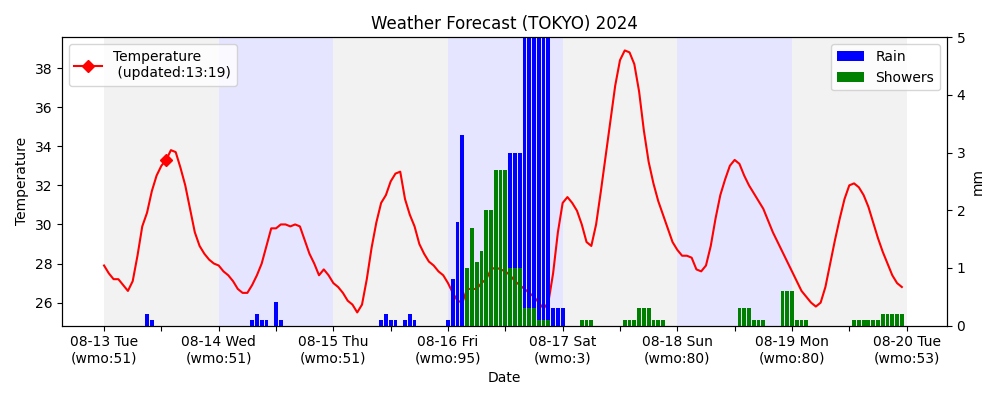 Weather Forecast (TOKYO) 2024
Temperature
(updated:13:19)
Rain
Showers
Temperature
38
36
34
32
30
28
26
5
4
3
2
1
0
mm
08-13 Tue
(wmo:51)
08-14 Wed
(wmo:51)
08-15 Thu
(wmo:51)
08-16 Fri
(wmo:95)
08-17 Sat
(wmo:3)
08-18 Sun
(wmo:80)
08-19 Mon
(wmo:80)
08-20 Tue
(wmo:53)
Date